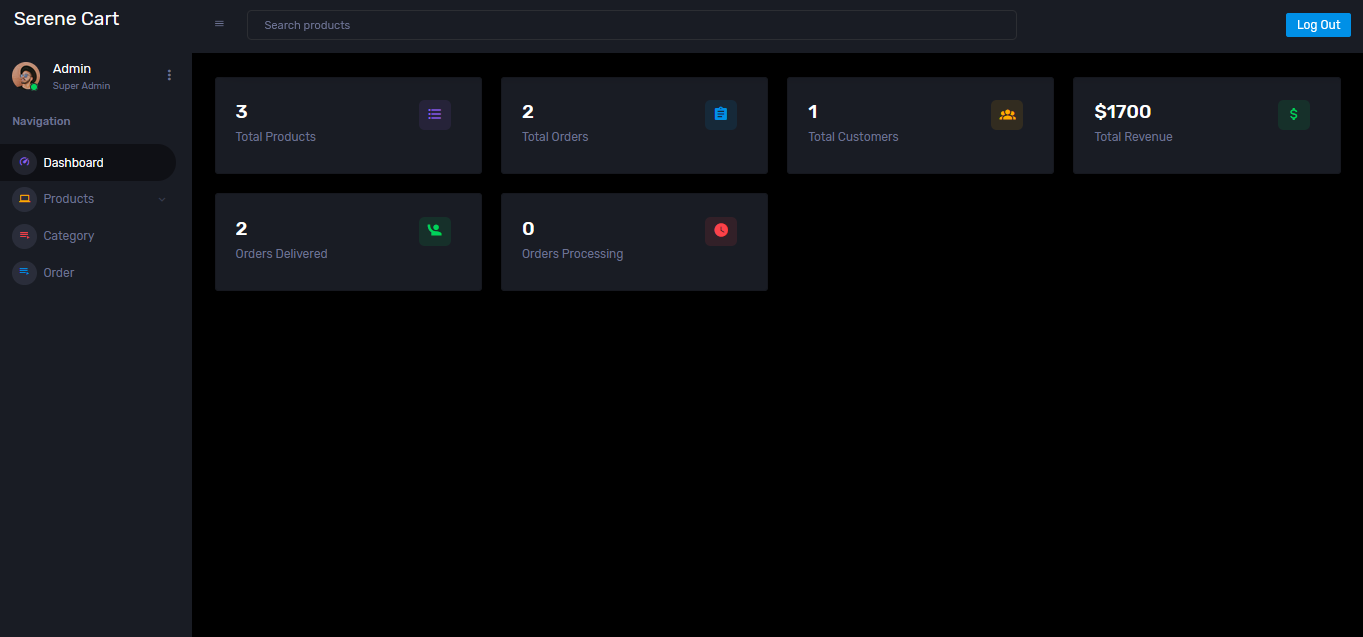 Serene Cart
Search products
Log Out
Admin
Super Admin
Navigation
Dashboard
Products
Category
Order
3
Total Products
2
Total Orders
1
Total Customers
$1700
Total Revenue
2
Orders Delivered
0
Orders Processing